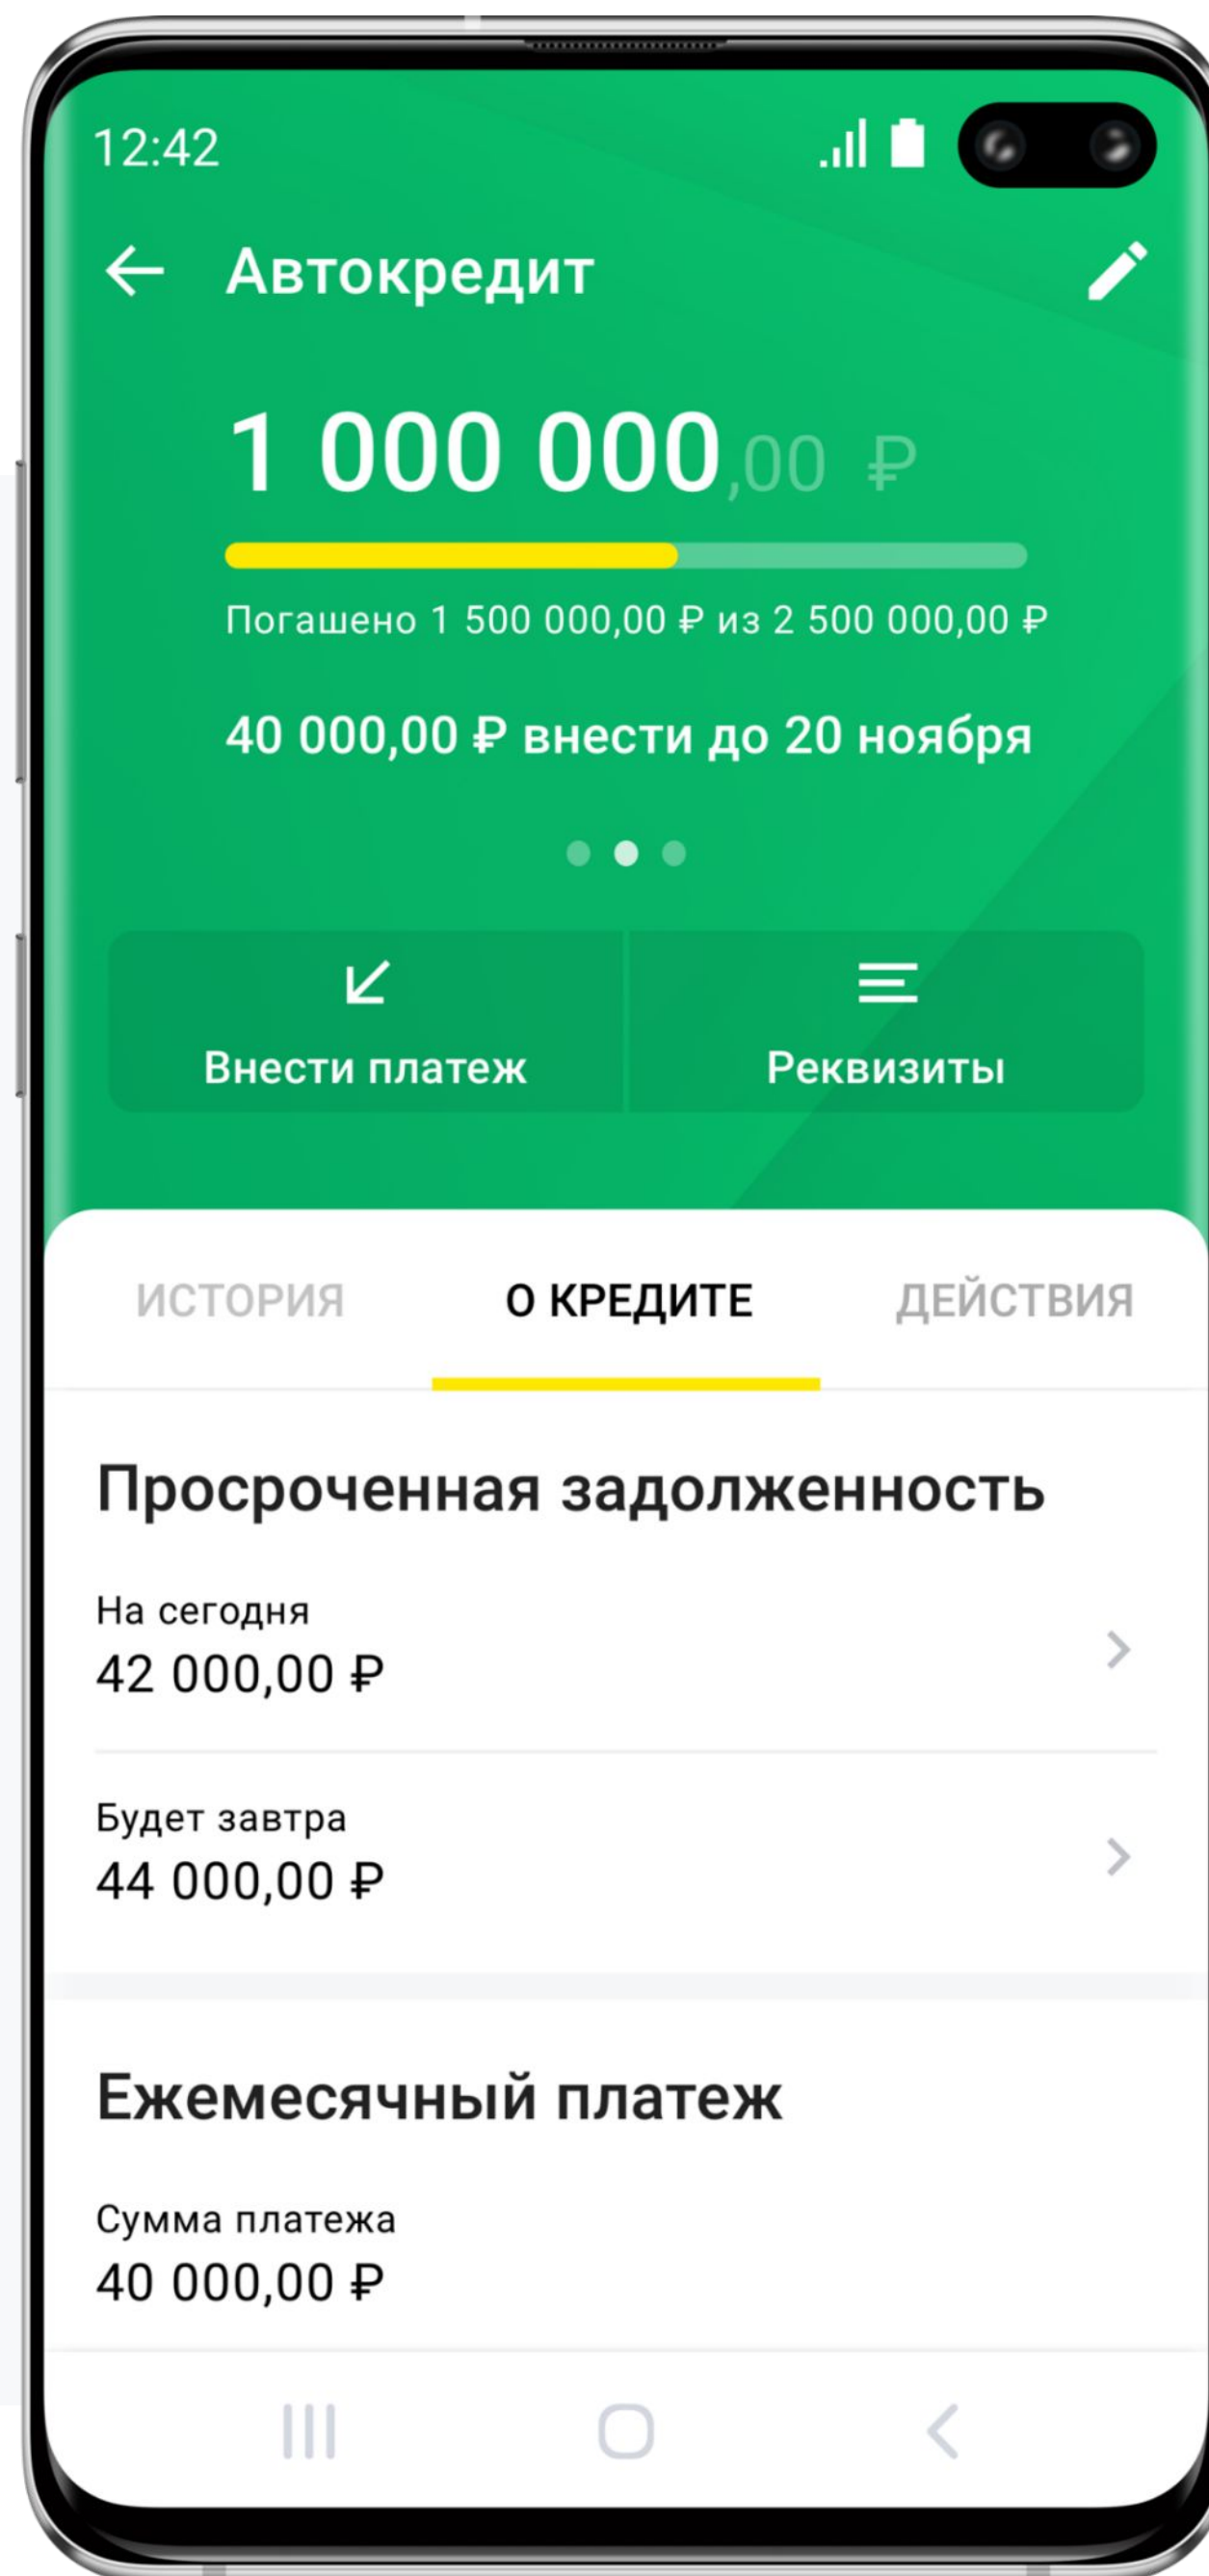 12:42
Автокредит
1 000 000,00 ₽
Погашено 1 500 000,00 ₽ из 2 500 000,00 ₽
40 000,00 ₽ внести до 20 ноября
Внести платеж
Реквизиты
ИСТОРИЯ
О КРЕДИТЕ
ДЕЙСТВИЯ
Просроченная задолженность
На сегодня
42 000,00 ₽
Будет завтра
44 000,00 ₽
Ежемесячный платеж
Сумма платежа
40 000,00 ₽